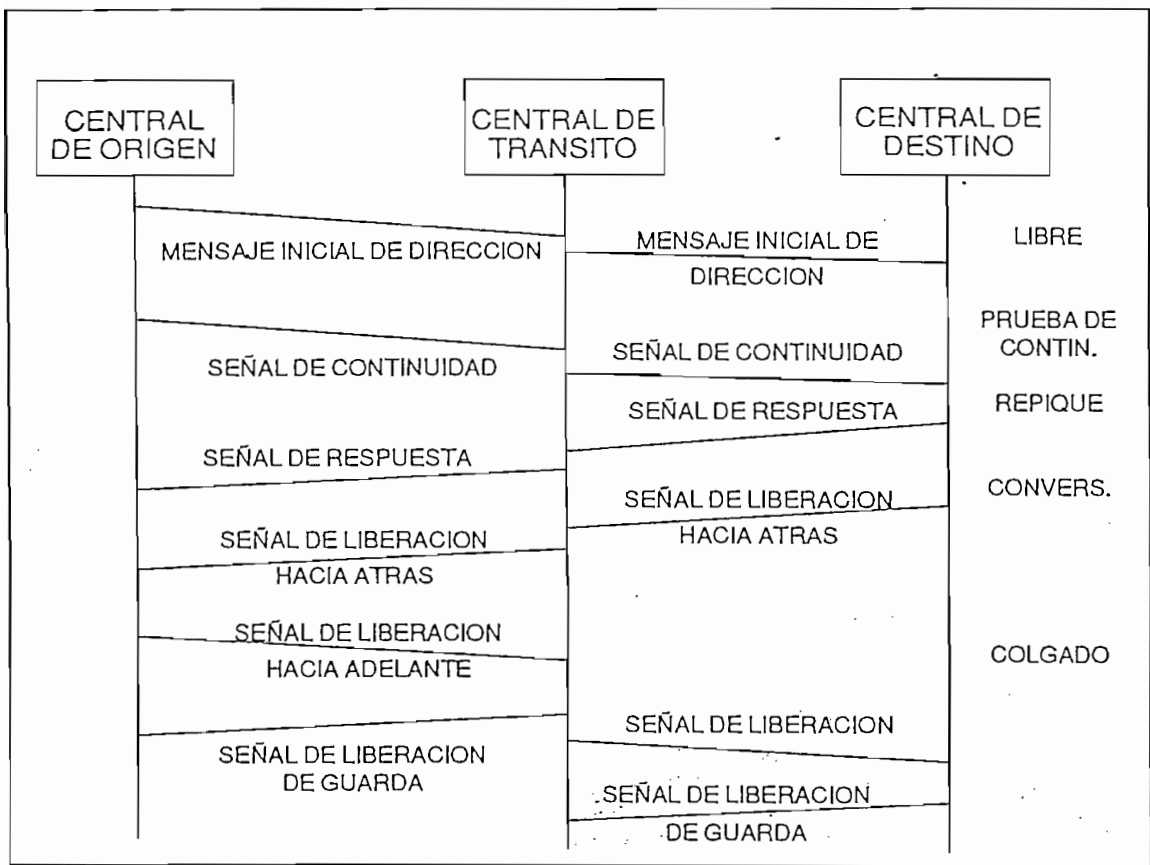 CENTRAL
DE ORIGEN
CENTRAL DE
TRANSITO
CENTRAL DE
DESTINO
MENSAJE INICIAL DE DIRECCION
MENSAJE INICIAL DE
DIRECCION
LIBRE
SEÑAL DE CONTINUIDAD
SEÑAL DE CONTINUIDAD
PRUEBA DE
CONTIN.
SEÑAL DE RESPUESTA
REPIQUE
SEÑAL DE RESPUESTA
SEÑAL DE LIBERACION
HACIA ATRAS
CONVERS.
SEÑAL DE LIBERACION
HACIA ATRAS
SEÑAL DE LIBERACION
HACIA ADELANTE
COLGADO
SEÑAL DE LIBERACION
SEÑAL DE LIBERACION
DE GUARDA
SEÑAL DE LIBERACION
DE GUARDA